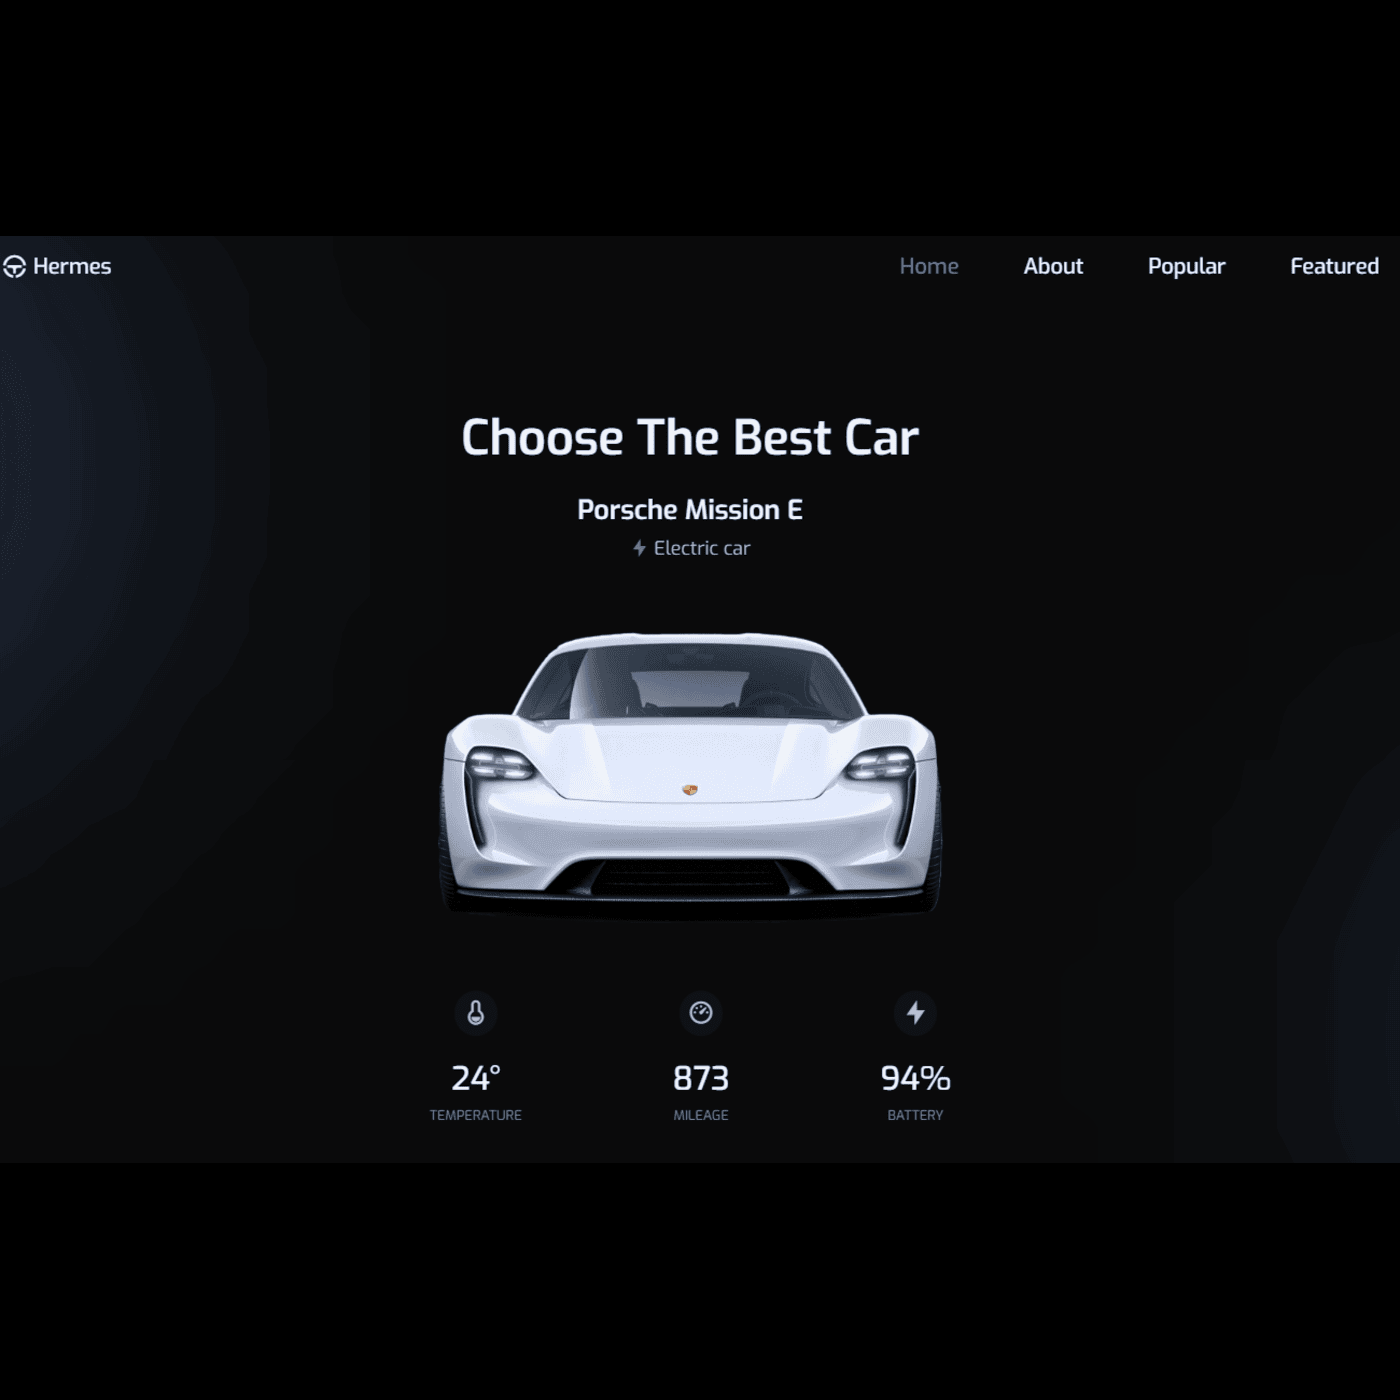 Hermes
Home About Popular Featured
Choose The Best Car
Porsche Mission E
Electric car
24° 873 94%
TEMPERATURE MILEAGE BATTERY